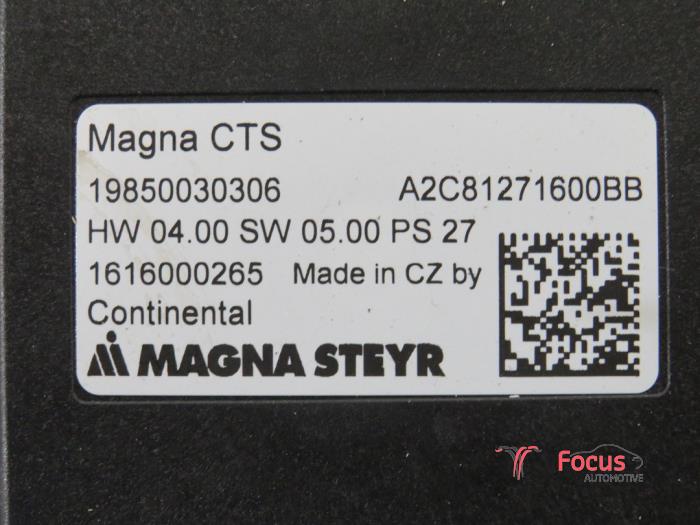 Magna CTS
19850030306 A2C81271600BB
HW 04.00 SW 05.00 PS 27
1616000265 Made in CZ by
Continental
MAGNA STEYR
Focus
AUTOMOTIVE